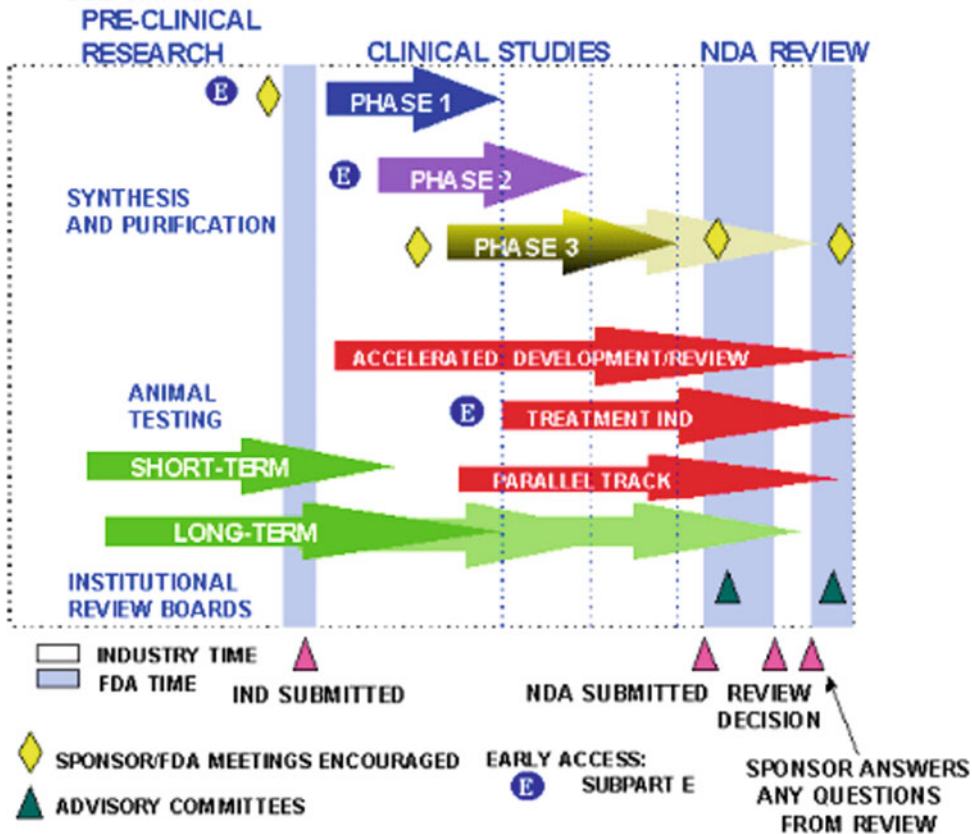 PRE-CLINICAL
RESEARCH
CLINICAL STUDIES
NDA REVIEW
E
PHASE 1
E
PHASE 2
SYNTHESIS
AND PURIFICATION
PHASE 3
ACCELERATED DEVELOPMENT/REVIEW
ANIMAL
TESTING
E
TREATMENT IND
SHORT-TERM
PARALLEL TRACK
LONG-TERM
INSTITUTIONAL
REVIEW BOARDS
INDUSTRY TIME
FDA TIME
IND SUBMITTED
NDA SUBMITTED
REVIEW
DECISION
SPONSOR/FDA MEETINGS ENCOURAGED
EARLY ACCESS:
E
SUBPART E
ADVISORY COMMITTEES
SPONSOR ANSWERS
ANY QUESTIONS
FROM REVIEW